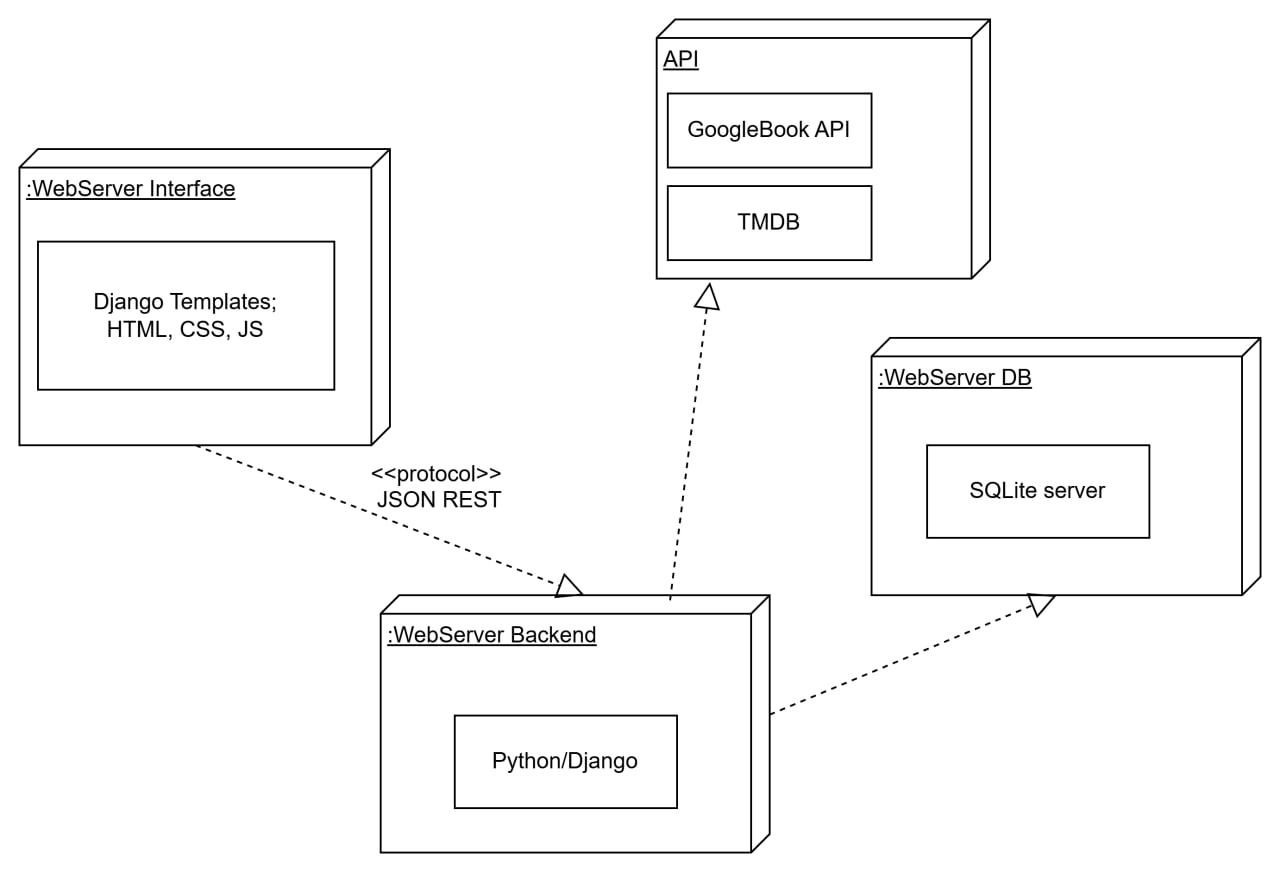 API
GoogleBook API
TMDB
:WebServer Interface
Django Templates;
HTML, CSS, JS
:WebServer DB
SQLite server
<<protocol>>
JSON REST
:WebServer Backend
Python/Django